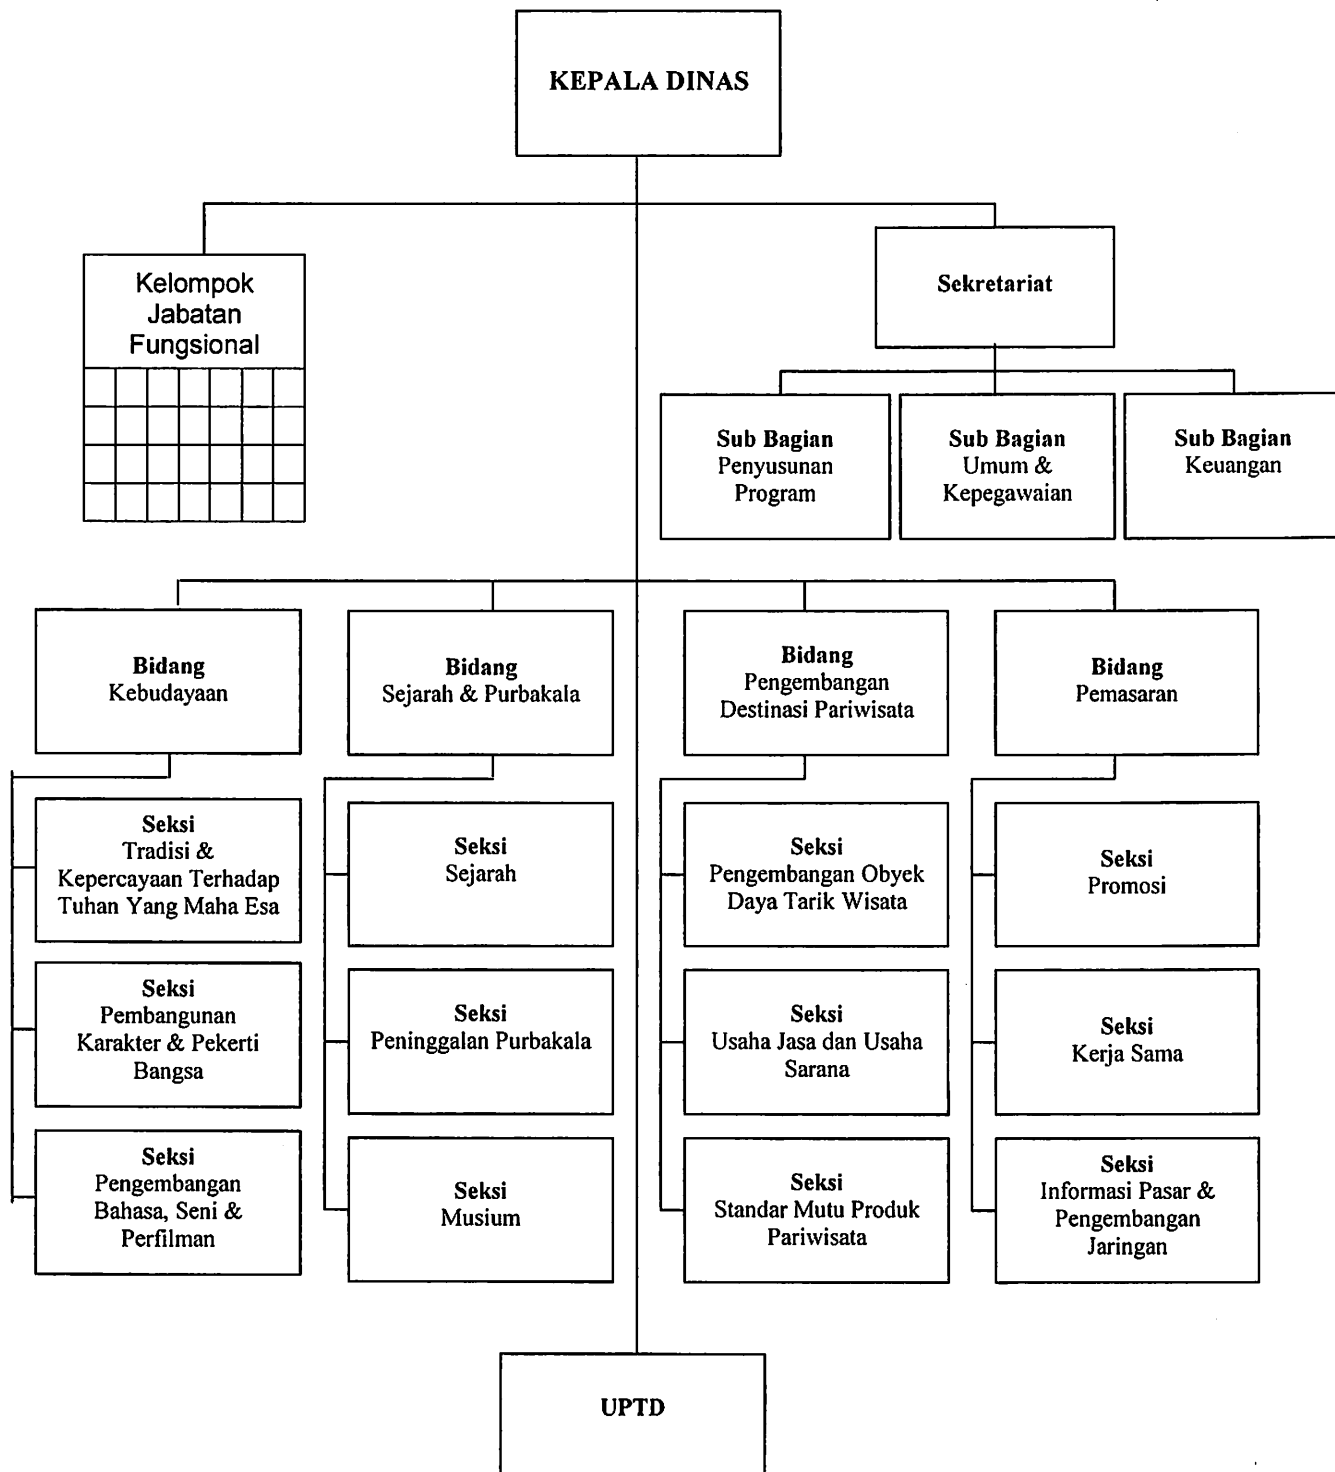 KEPALA DINAS
Kelompok
Jabatan
Fungsional
Sekretariat
Sub Bagian
Penyusunan
Program
Sub Bagian
Umum &
Kepegawaian
Sub Bagian
Keuangan
Bidang
Kebudayaan
Bidang
Sejarah & Purbakala
Bidang
Pengembangan
Destinasi Pariwisata
Bidang
Pemasaran
Seksi
Tradisi &
Kepercayaan Terhadap
Tuhan Yang Maha Esa
Seksi
Sejarah
Seksi
Pengembangan Obyek
Daya Tarik Wisata
Seksi
Promosi
Seksi
Pembangunan
Karakter & Pekerti
Bangsa
Seksi
Peninggalan Purbakala
Seksi
Usaha Jasa dan Usaha
Sarana
Seksi
Kerja Sama
Seksi
Pengembangan
Bahasa, Seni &
Perfilman
Seksi
Musium
Seksi
Standar Mutu Produk
Pariwisata
Seksi
Informasi Pasar &
Pengembangan
Jaringan
UPTD